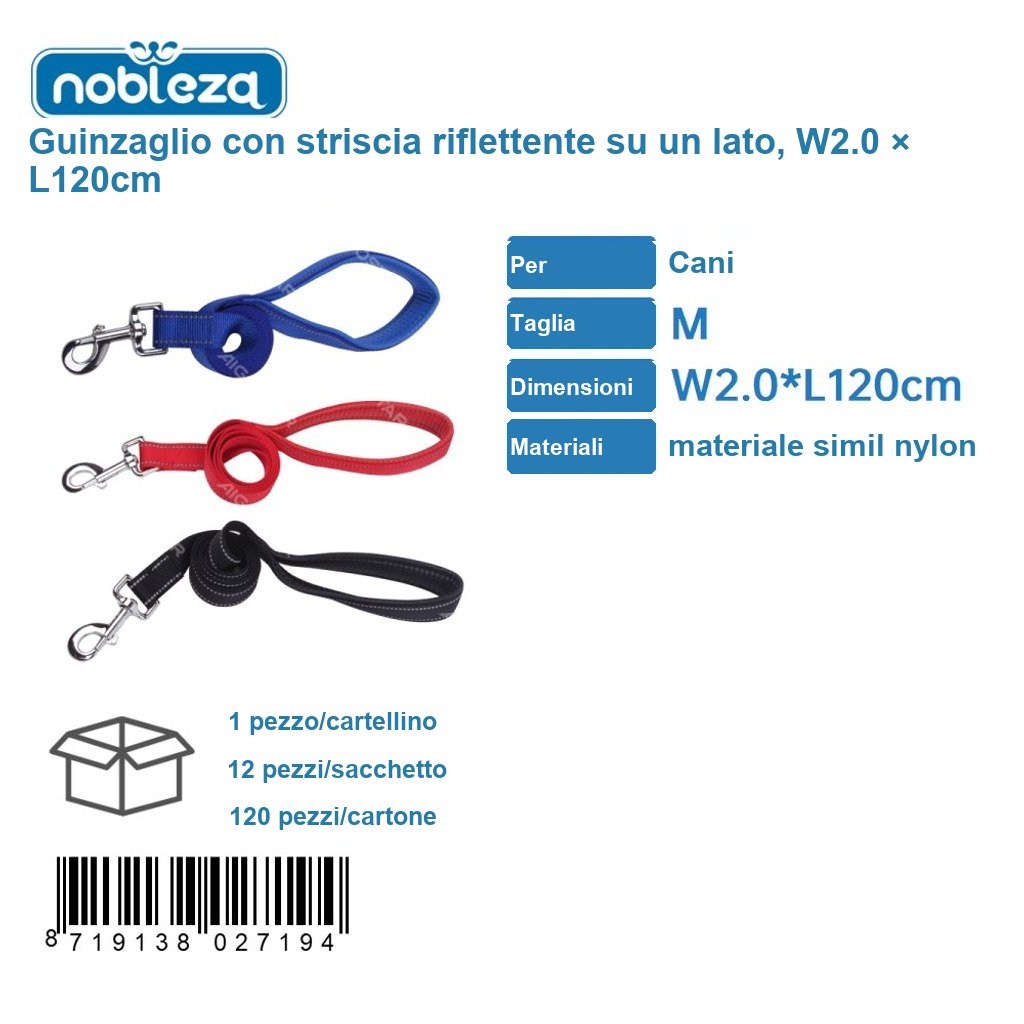 nobleza
Guinzaglio con striscia riflettente su un lato, W2.0 ×
L120cm
Per Cani
Taglia M
Dimensioni W2.0*L120cm
Materiali materiale simil nylon
1 pezzo/cartellino
12 pezzi/sacchetto
120 pezzi/cartone
8 719138 027194